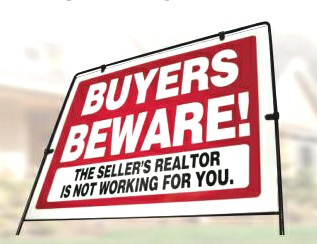 BUYERS
BEWARE!
THE SELLER'S REALTOR
IS NOT WORKING FOR YOU.